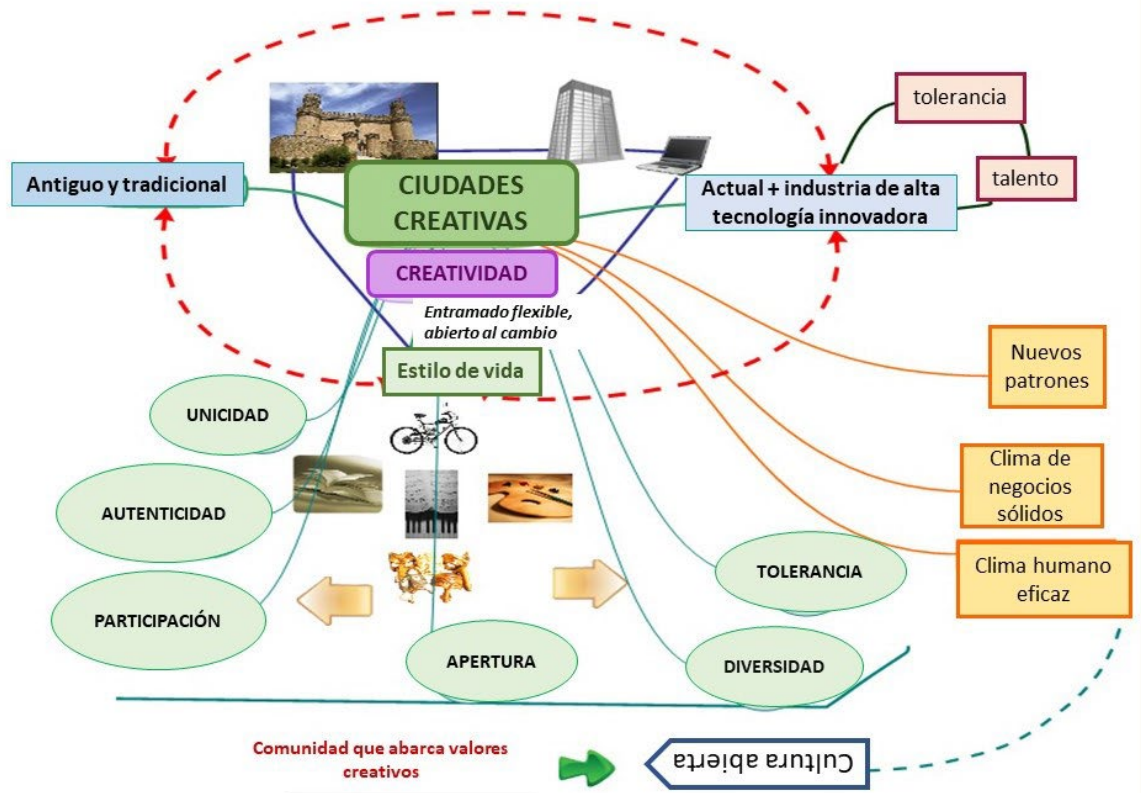 tolerancia
talento
Antiguo y tradicional
CIUDADES
CREATIVAS
Actual + industria de alta
tecnología innovadora
CREATIVIDAD
Entramado flexible,
abierto al cambio
Estilo de vida
Nuevos
patrones
UNICIDAD
Clima de
negocios
sólidos
AUTENTICIDAD
TOLERANCIA
Clima humano
eficaz
PARTICIPACIÓN
APERTURA
DIVERSIDAD
Comunidad que abarca valores
creativos
Cultura abierta